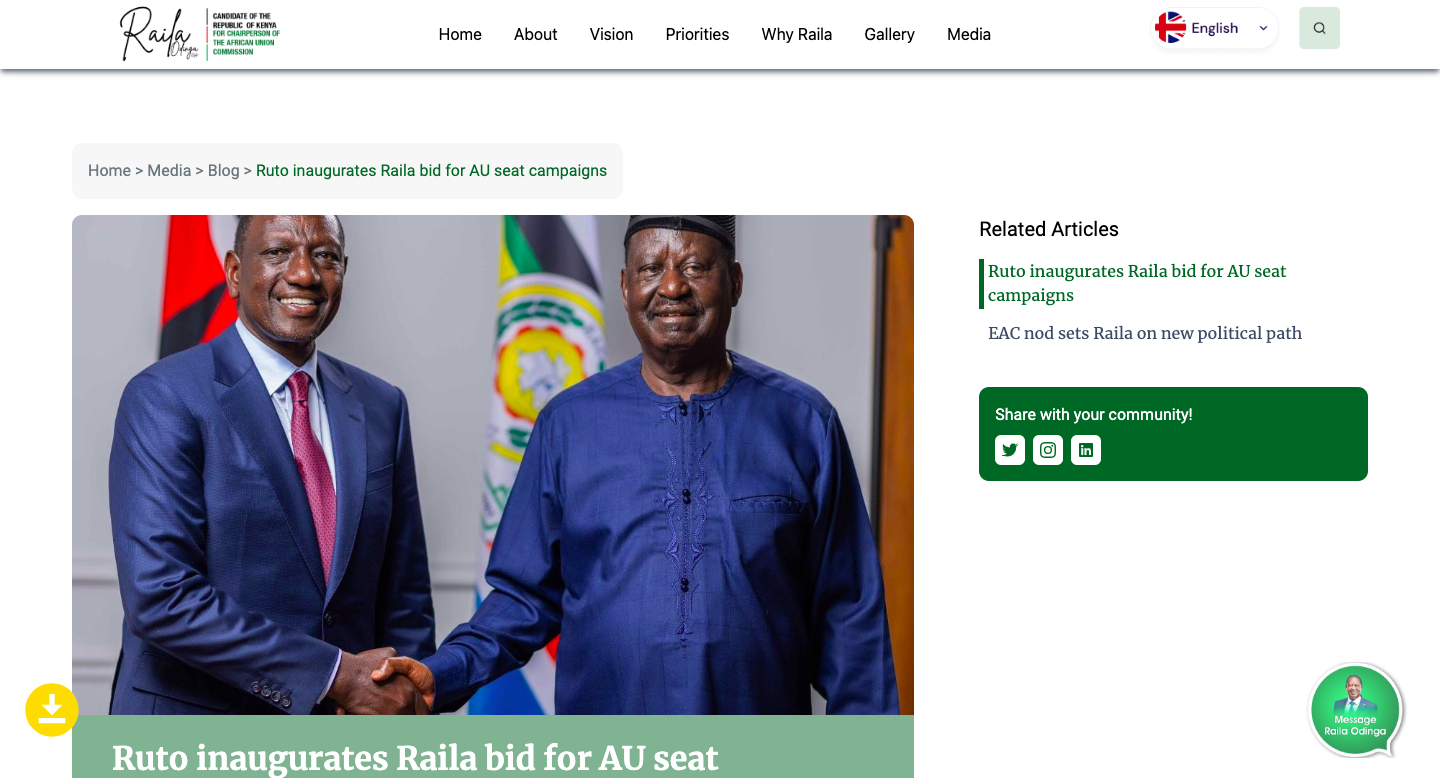 Raila
Odinga
CANDIDATE OF THE
REPUBLIC OF KENYA
FOR CHAIRPERSON OF
THE AFRICAN UNION
COMMISSION
Home
About
Vision
Priorities
Why Raila
Gallery
Media
English
Home > Media > Blog > Ruto inaugurates Raila bid for AU seat campaigns
Related Articles
Ruto inaugurates Raila bid for AU seat
campaigns
EAC nod sets Raila on new political path
Share with your community!
Message
Raila Odinga
Ruto inaugurates Raila bid for AU seat